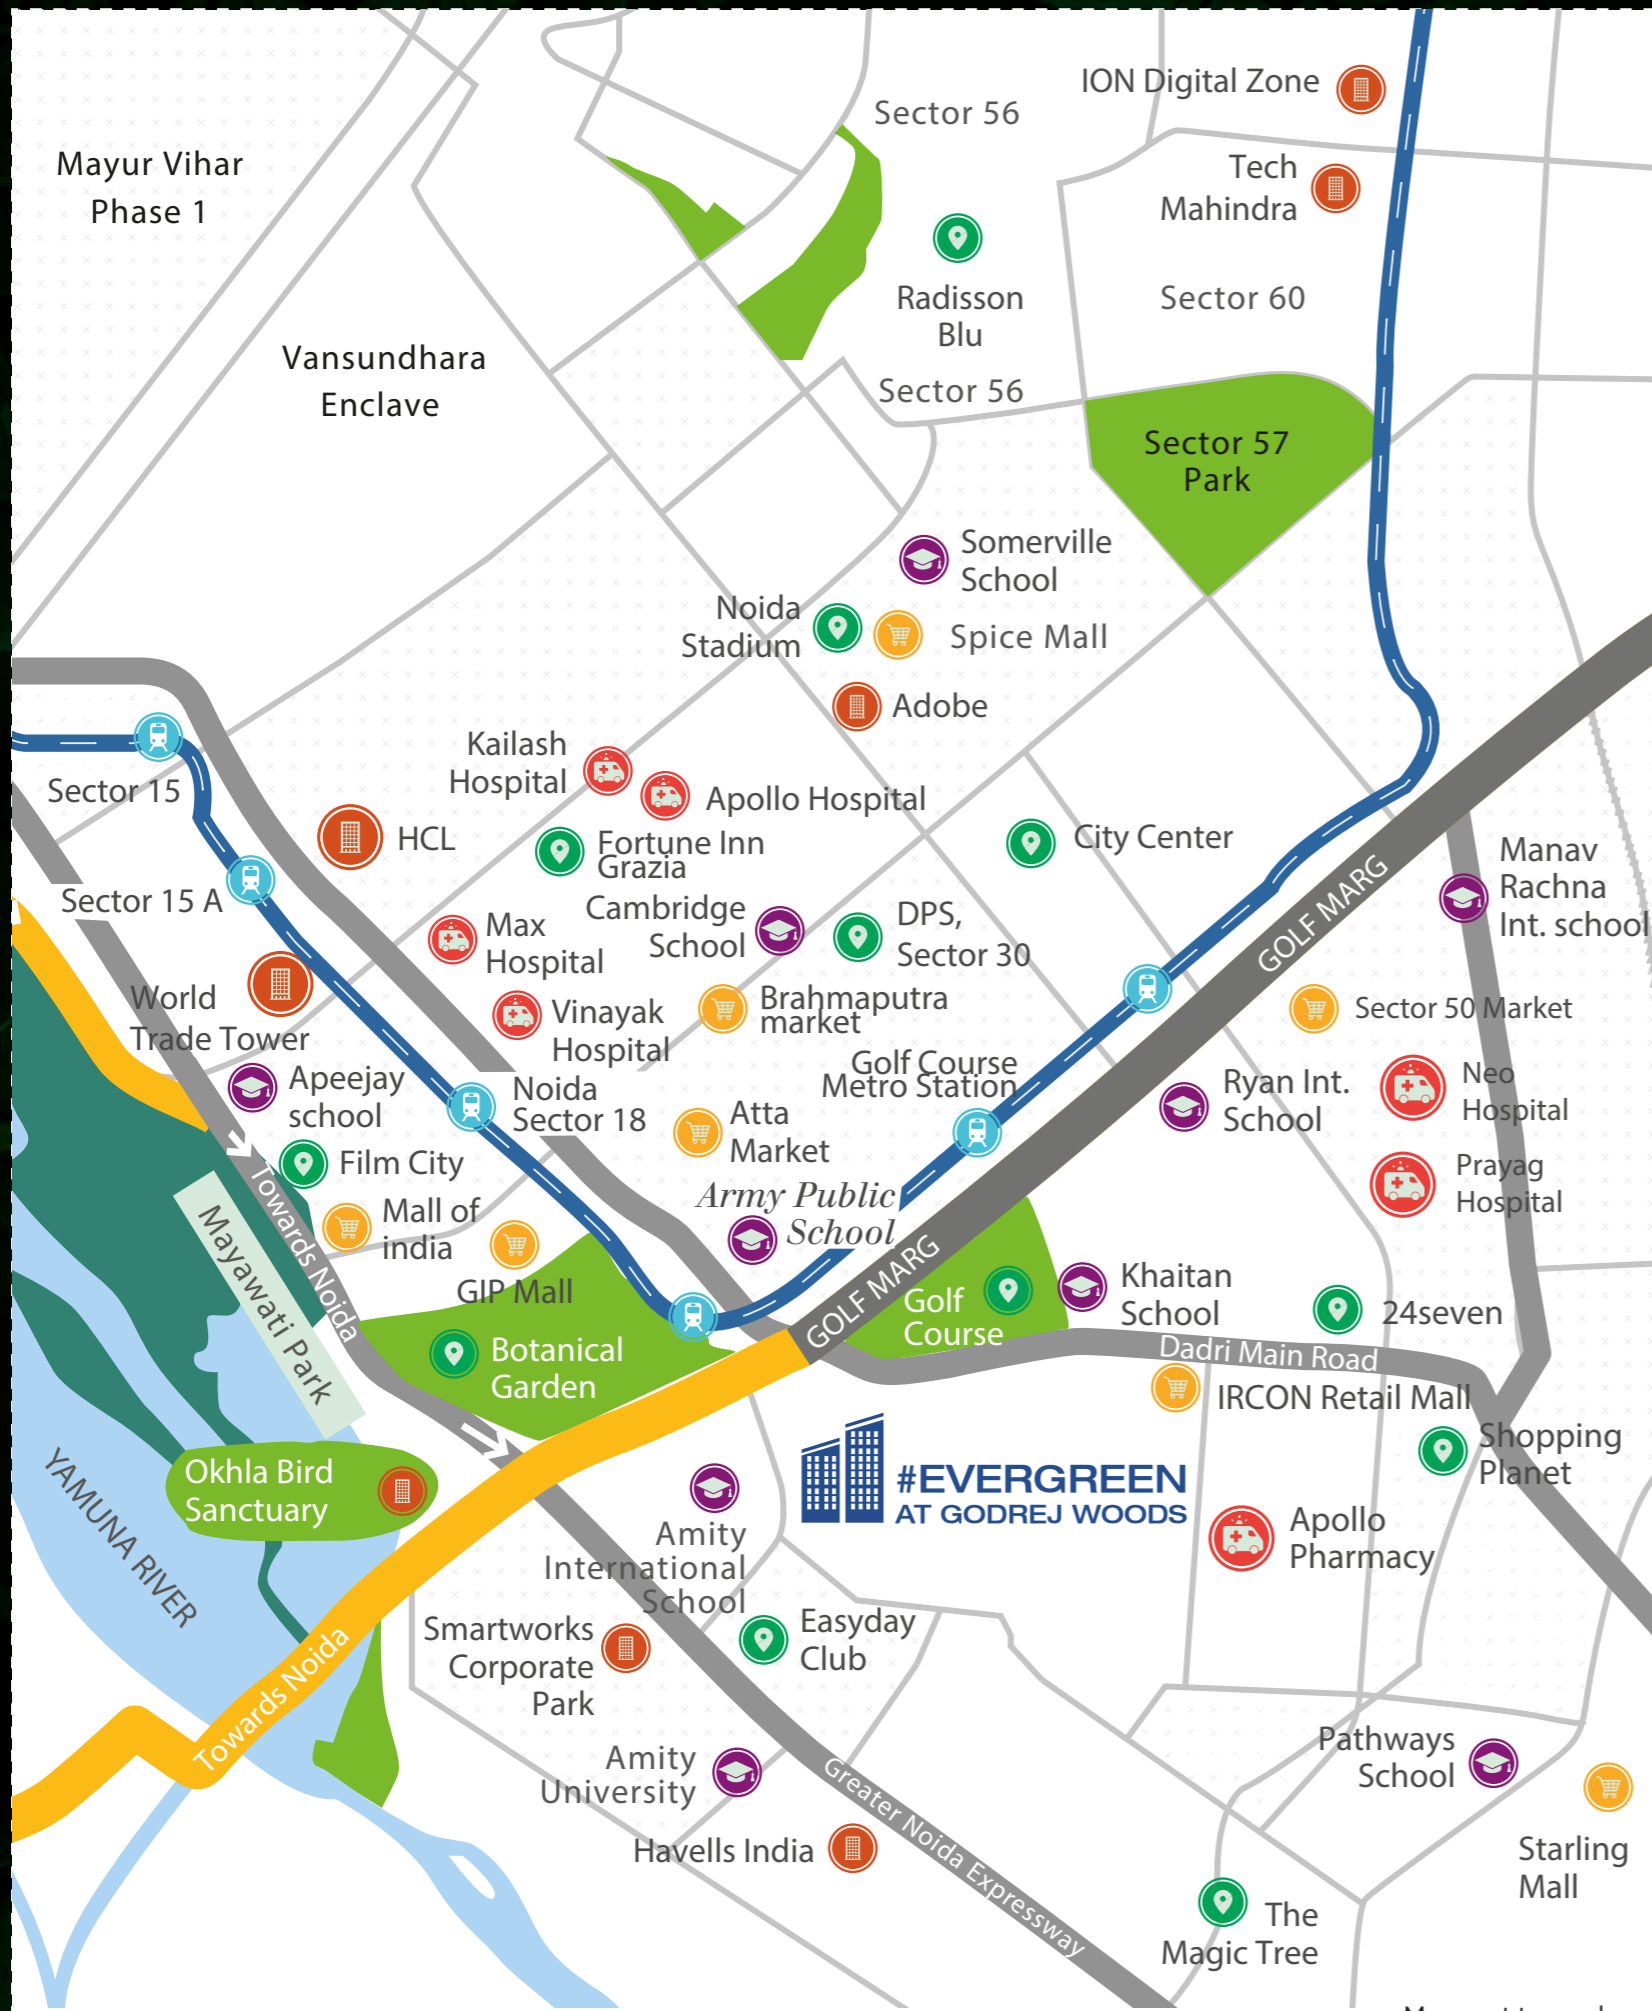 ION Digital Zone
Sector 56
Mayur Vihar
Phase 1
Tech
Mahindra
Radisson
Blu
Sector 60
Vansundhara
Enclave
Sector 56
Sector 57
Park
Somerville
School
Noida
Stadium
Spice Mall
Adobe
Kailash
Hospital
Apollo Hospital
Sector 15
HCL
Fortune Inn
Grazia
City Center
Manav
Rachna
Int. school
GOLF MARG
Sector 15 A
Cambridge
School
DPS,
Sector 30
Max
Hospital
World
Trade Tower
Vinayak
Hospital
Brahmaputra
market
Sector 50 Market
Golf Course
Metro Station
Apeejay
school
Noida
Sector 18
Atta
Market
Ryan Int.
School
Neo
Hospital
Film City
Prayag
Hospital
Towards Noida
Mayawati Park
Mall of
india
Army Public
School
GIP Mall
GOLF MARG
Golf
Course
Khaitan
School
24seven
Botanical
Garden
Dadri Main Road
IRCON Retail Mall
Okhla Bird
Sanctuary
YAMUNA RIVER
#EVERGREEN
AT GODREJ WOODS
Shopping
Planet
Amity
International
School
Apollo
Pharmacy
Smartworks
Corporate
Park
Easyday
Club
Towards Noida
Amity
University
Greater Noida Expressway
Pathways
School
Havells India
Starling
Mall
The
Magic Tree